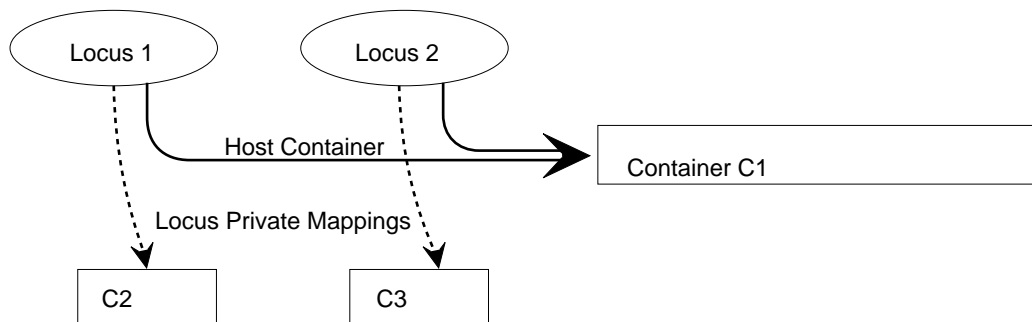 Locus 1
Locus 2
Host Container
Container C1
Locus Private Mappings
C2
C3